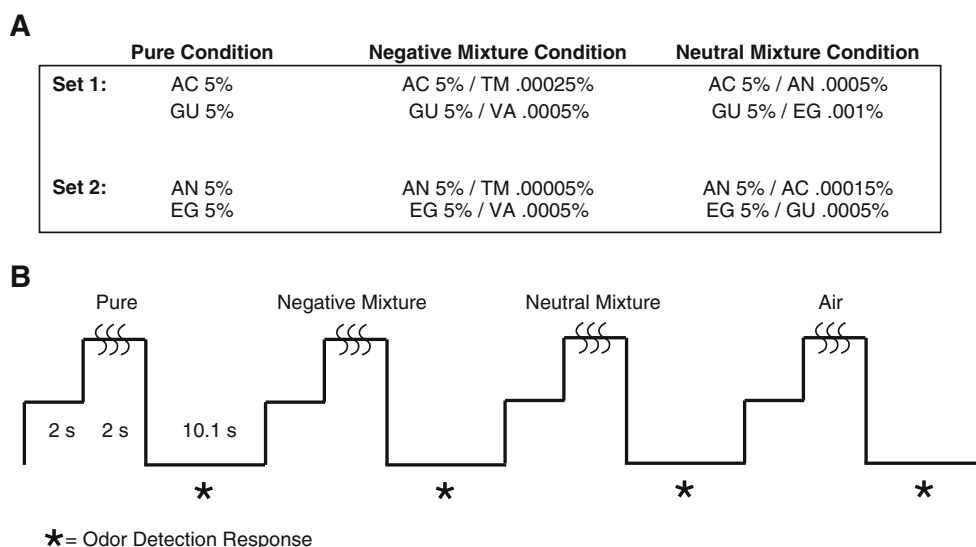 A
Pure Condition Negative Mixture Condition Neutral Mixture Condition
Set 1: AC 5% AC 5% / TM .00025% AC 5% / AN .0005%
GU 5% GU 5% / VA .0005% GU 5% / EG .001%
Set 2: AN 5% AN 5% / TM .00005% AN 5% / AC .00015%
EG 5% EG 5% / VA .0005% EG 5% / GU .0005%
B
Pure Negative Mixture Neutral Mixture Air
2 s 2 s 10.1 s
* * * *
*= Odor Detection Response